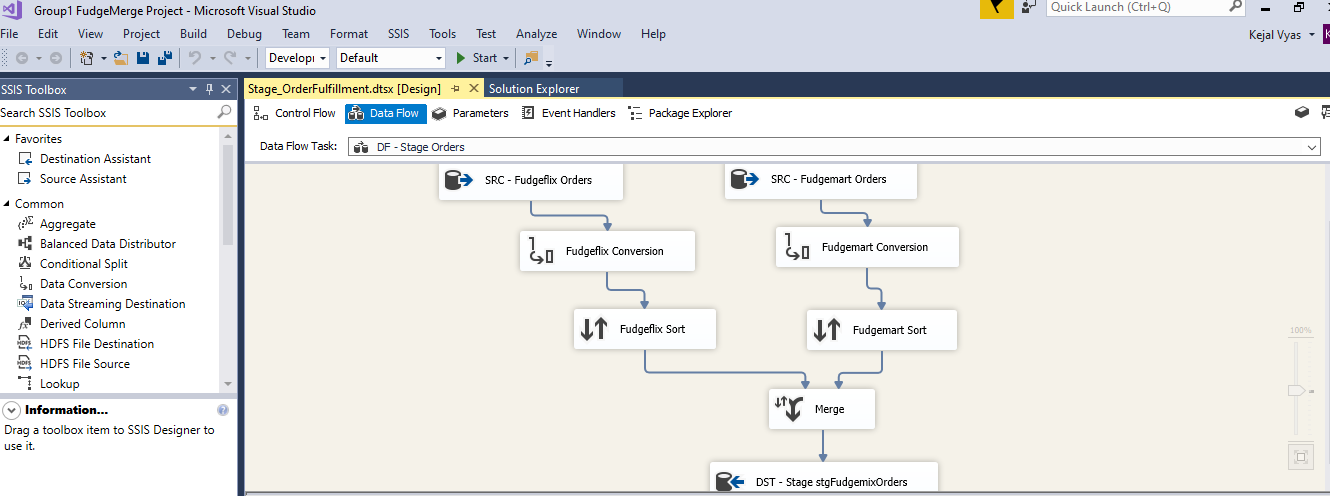 Group1 FudgeMerge Project - Microsoft Visual Studio
Quick Launch (Ctrl+Q)
File Edit View Project Build Debug Team Format SSIS Tools Test Analyze Window Help
Kejal Vyas
Developi Default Start
SSIS Toolbox
Stage_OrderFulfillment.dtsx [Design] Solution Explorer
Search SSIS Toolbox
Control Flow Data Flow Parameters Event Handlers Package Explorer
Favorites
Destination Assistant
Source Assistant
Common
Aggregate
Balanced Data Distributor
Conditional Split
Data Conversion
Data Streaming Destination
Derived Column
HDFS File Destination
HDFS File Source
Lookup
Information...
Drag a toolbox item to SSIS Designer to
use it.
Data Flow Task: DF - Stage Orders
SRC - Fudgeflix Orders
SRC - Fudgemart Orders
Fudgeflix Conversion
Fudgemart Conversion
Fudgeflix Sort
Fudgemart Sort
Merge
DST - Stage stgFudgemixOrders
100%